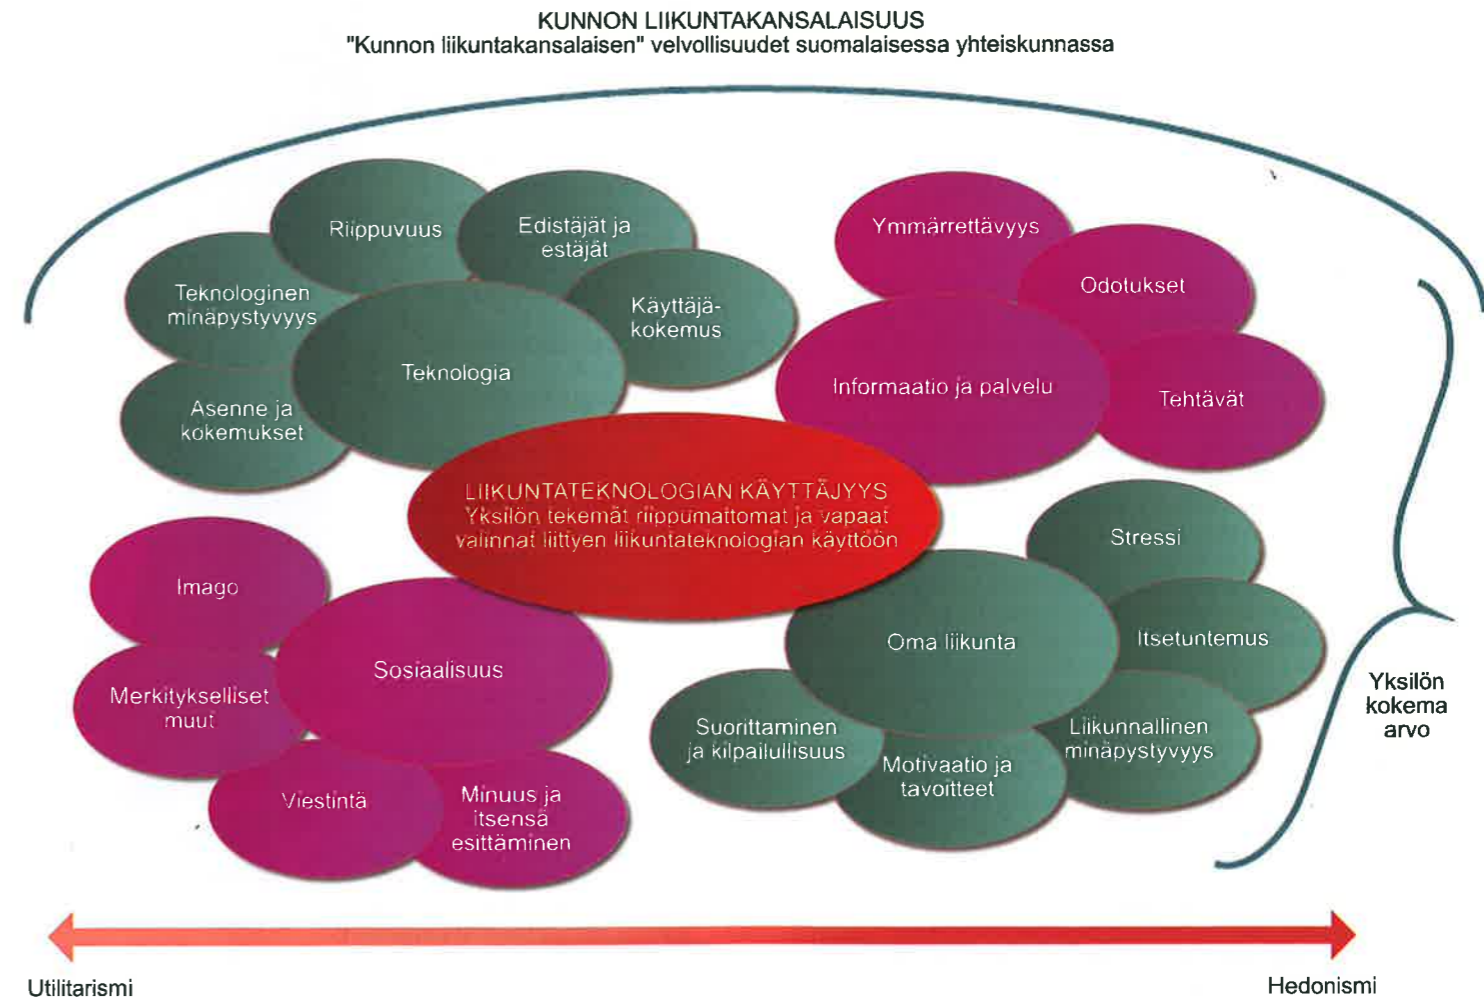 KUNNON LIIKUNTAKANSALAISUUS
"Kunnon liikuntakansalaisen" velvollisuudet suomalaisessa yhteiskunnassa
Riippuvuus
Edistäjät ja
estäjät
Teknologinen
minäpystyvyys
Käyttäjä-
kokemus
Teknologia
Asenne ja
kokemukset
Ymmärrettävyys
Odotukset
Informaatio ja palvelu
Tehtävät
LIIKUNTATEKNOLOGIAN KÄYTTÄJYYS
Yksilön tekemät riippumattomat ja vapaat
valinnat liittyen liikuntateknologian käyttöön
Imago
Sosiaalisuus
Merkitykselliset
muut
Viestintä
Minuus ja
itsensä
esittäminen
Stressi
Oma liikunta
Itsetuntemus
Suorittaminen
ja kilpailullisuus
Motivaatio ja
tavoitteet
Liikunnallinen
minäpystyvyys
Yksilön
kokema
arvo
Utilitarismi
Hedonismi